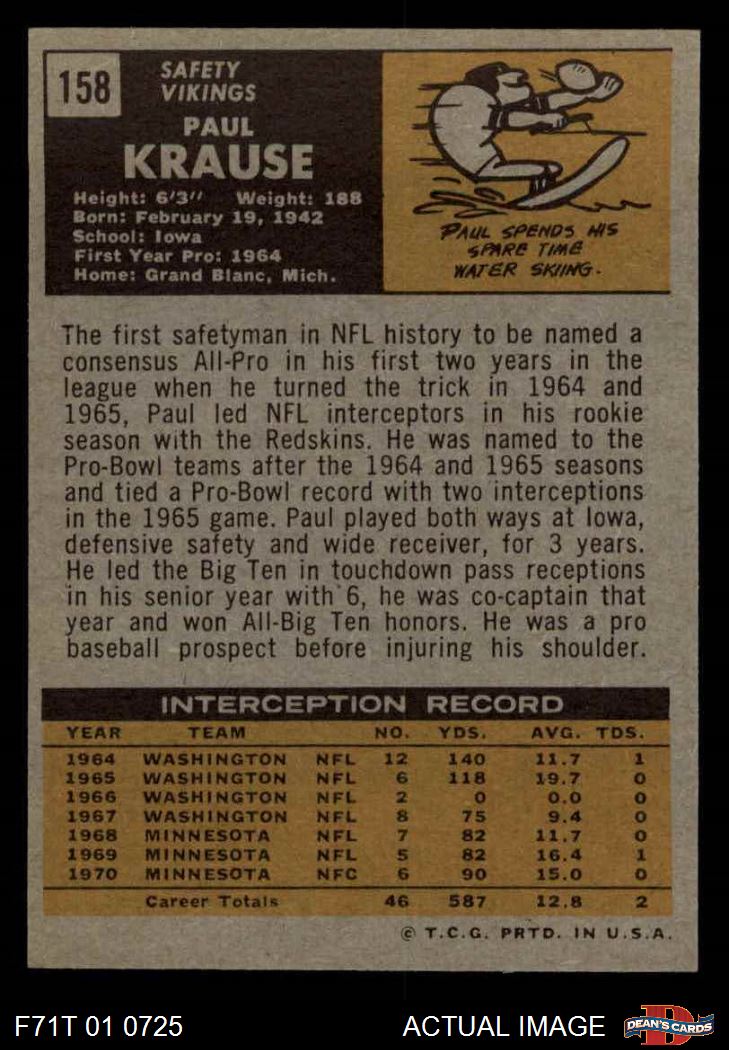 158
SAFETY
VIKINGS
PAUL
KRAUSE
Height: 6'3" Weight: 188
Born: February 19, 1942
School: Iowa
First Year Pro: 1964
Home: Grand Blanc, Mich.
PAUL SPENDS HIS
SPARE TIME
WATER SKIING.
The first safetyman in NFL history to be named a
consensus All-Pro in his first two years in the
league when he turned the trick in 1964 and
1965, Paul led NFL interceptors in his rookie
season with the Redskins. He was named to the
Pro-Bowl teams after the 1964 and 1965 seasons
and tied a Pro-Bowl record with two interceptions
in the 1965 game. Paul played both ways at Iowa,
defensive safety and wide receiver, for 3 years.
He led the Big Ten in touchdown pass receptions
in his senior year with 6, he was co-captain that
year and won All-Big Ten honors. He was a pro
baseball prospect before injuring his shoulder.
INTERCEPTION RECORD
YEAR TEAM NO. YDS. AVG. TDS.
1964 WASHINGTON NFL 12 140 11.7 1
1965 WASHINGTON NFL 6 118 19.7 0
1966 WASHINGTON NFL 2 0 0.0 0
1967 WASHINGTON NFL 8 75 9.4 0
1968 MINNESOTA NFL 7 82 11.7 0
1969 MINNESOTA NFL 5 82 16.4 1
1970 MINNESOTA NFC 6 90 15.0 0
Career Totals 46 587 12.8 2
© T.C.G. PRTD. IN U.S.A.
F71T 01 0725 ACTUAL IMAGE
D
DEAN'S CARDS